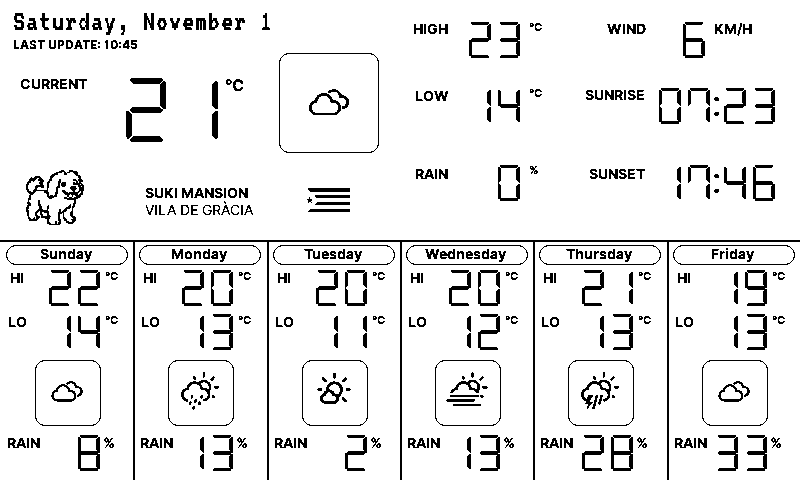 Saturday, November 1
LAST UPDATE: 10:45
CURRENT 21 °C
SUKI MANSION
VILA DE GRÀCIA
HIGH 23 °C
LOW 14 °C
RAIN 0 %
WIND 6 KM/H
SUNRISE 07:23
SUNSET 17:46
Sunday
HI 22 °C
LO 14 °C
RAIN 8 %
Monday
HI 20 °C
LO 13 °C
RAIN 13 %
Tuesday
HI 20 °C
LO 11 °C
RAIN 2 %
Wednesday
HI 20 °C
LO 12 °C
RAIN 13 %
Thursday
HI 21 °C
LO 13 °C
RAIN 28 %
Friday
HI 19 °C
LO 13 °C
RAIN 33 %